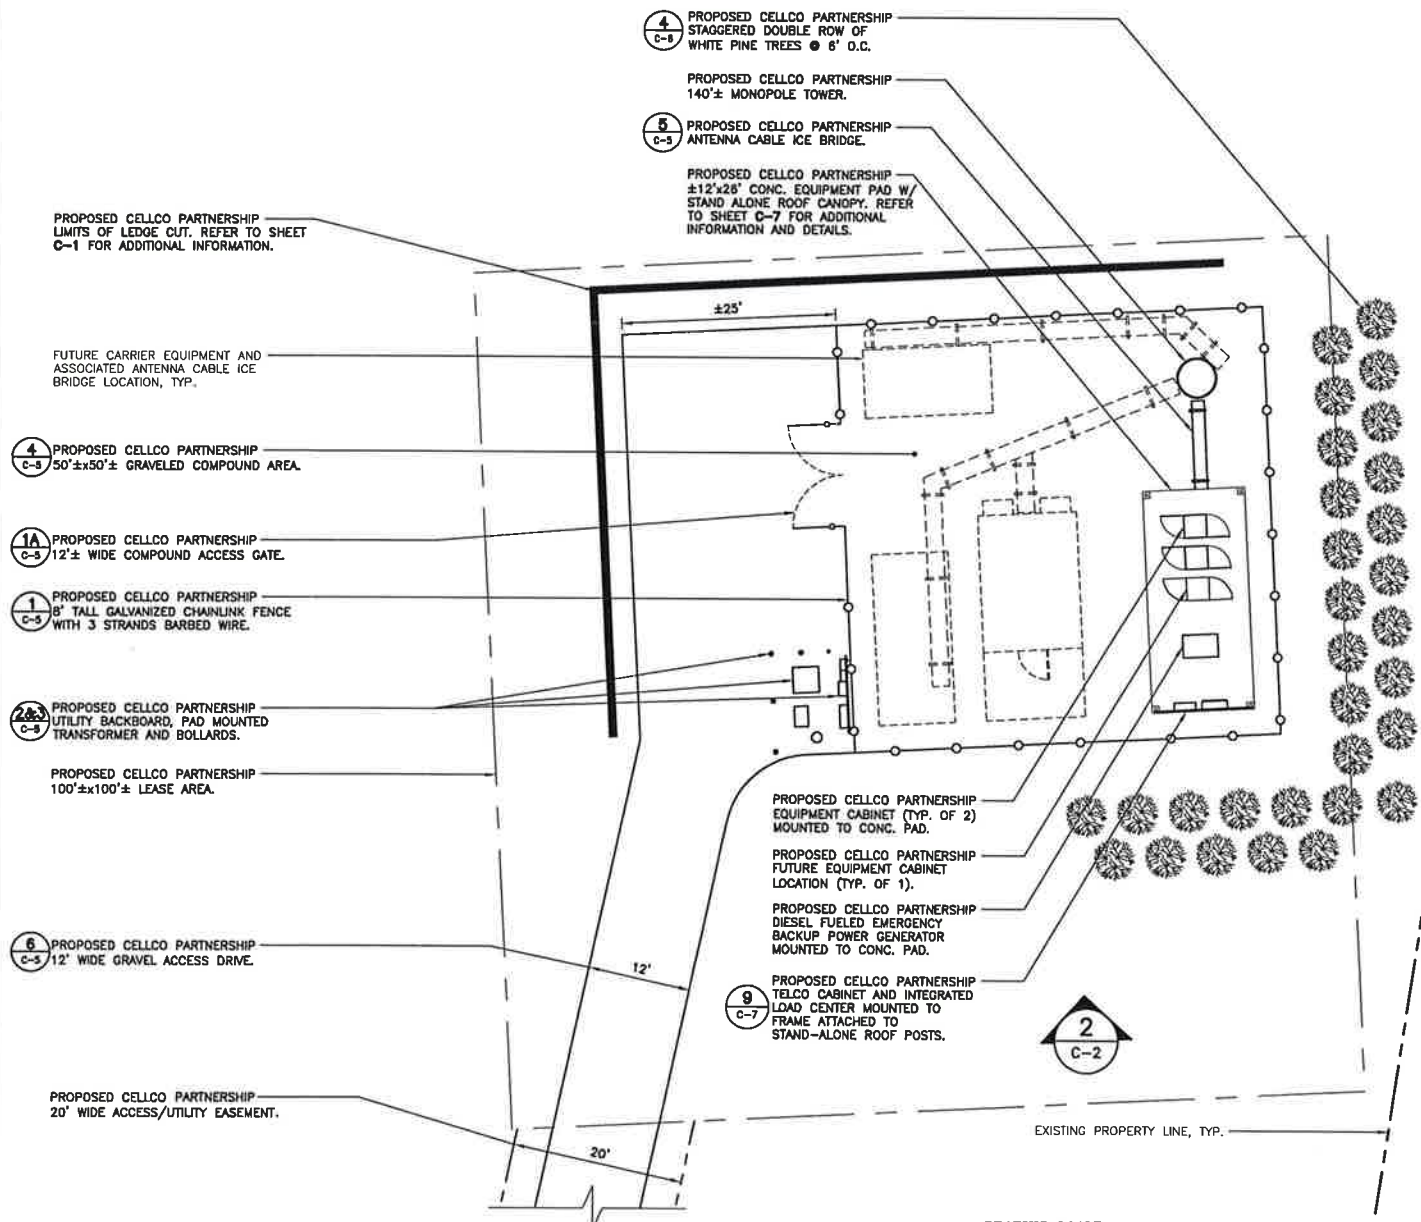 4
C-6
PROPOSED CELLCO PARTNERSHIP
STAGGERED DOUBLE ROW OF
WHITE PINE TREES @ 6' O.C.
PROPOSED CELLCO PARTNERSHIP
140'± MONOPOLE TOWER.
5
C-5
PROPOSED CELLCO PARTNERSHIP
ANTENNA CABLE ICE BRIDGE.
PROPOSED CELLCO PARTNERSHIP
±12'x26' CONC. EQUIPMENT PAD W/
STAND ALONE ROOF CANOPY. REFER
TO SHEET C-7 FOR ADDITIONAL
INFORMATION AND DETAILS.
PROPOSED CELLCO PARTNERSHIP
LIMITS OF LEDGE CUT. REFER TO SHEET
C-1 FOR ADDITIONAL INFORMATION.
±25'
FUTURE CARRIER EQUIPMENT AND
ASSOCIATED ANTENNA CABLE ICE
BRIDGE LOCATION, TYP.
4
C-5
PROPOSED CELLCO PARTNERSHIP
50'±x50'± GRAVELED COMPOUND AREA.
1A
C-5
PROPOSED CELLCO PARTNERSHIP
12'± WIDE COMPOUND ACCESS GATE.
1
C-5
PROPOSED CELLCO PARTNERSHIP
8' TALL GALVANIZED CHAINLINK FENCE
WITH 3 STRANDS BARBED WIRE.
2&3
C-5
PROPOSED CELLCO PARTNERSHIP
UTILITY BACKBOARD, PAD MOUNTED
TRANSFORMER AND BOLLARDS.
PROPOSED CELLCO PARTNERSHIP
100'±x100'± LEASE AREA.
PROPOSED CELLCO PARTNERSHIP
EQUIPMENT CABINET (TYP. OF 2)
MOUNTED TO CONC. PAD.
PROPOSED CELLCO PARTNERSHIP
FUTURE EQUIPMENT CABINET
LOCATION (TYP. OF 1).
PROPOSED CELLCO PARTNERSHIP
DIESEL FUELED EMERGENCY
BACKUP POWER GENERATOR
MOUNTED TO CONC. PAD.
6
C-5
PROPOSED CELLCO PARTNERSHIP
12' WIDE GRAVEL ACCESS DRIVE.
12'
9
C-7
PROPOSED CELLCO PARTNERSHIP
TELCO CABINET AND INTEGRATED
LOAD CENTER MOUNTED TO
FRAME ATTACHED TO
STAND-ALONE ROOF POSTS.
2
C-2
PROPOSED CELLCO PARTNERSHIP
20' WIDE ACCESS/UTILITY EASEMENT.
20'
EXISTING PROPERTY LINE, TYP.